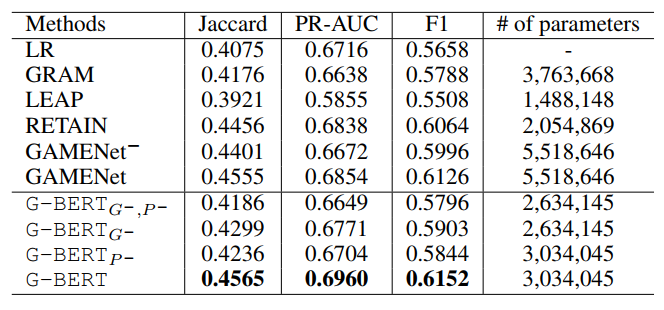 Methods Jaccard PR-AUC F1 # of parameters
LR 0.4075 0.6716 0.5658 -
GRAM 0.4176 0.6638 0.5788 3,763,668
LEAP 0.3921 0.5855 0.5508 1,488,148
RETAIN 0.4456 0.6838 0.6064 2,054,869
GAMENet⁻ 0.4401 0.6672 0.5996 5,518,646
GAMENet 0.4555 0.6854 0.6126 5,518,646
G-BERT_G⁻,P⁻ 0.4186 0.6649 0.5796 2,634,145
G-BERT_G⁻ 0.4299 0.6771 0.5903 2,634,145
G-BERT_P⁻ 0.4236 0.6704 0.5844 3,034,045
G-BERT 0.4565 0.6960 0.6152 3,034,045